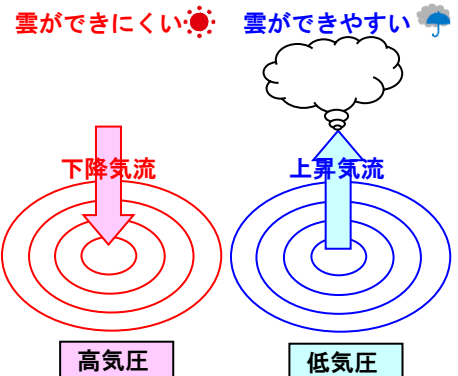 雲ができにくい
雲ができやすい
下降気流
上昇気流
高気圧
低気圧